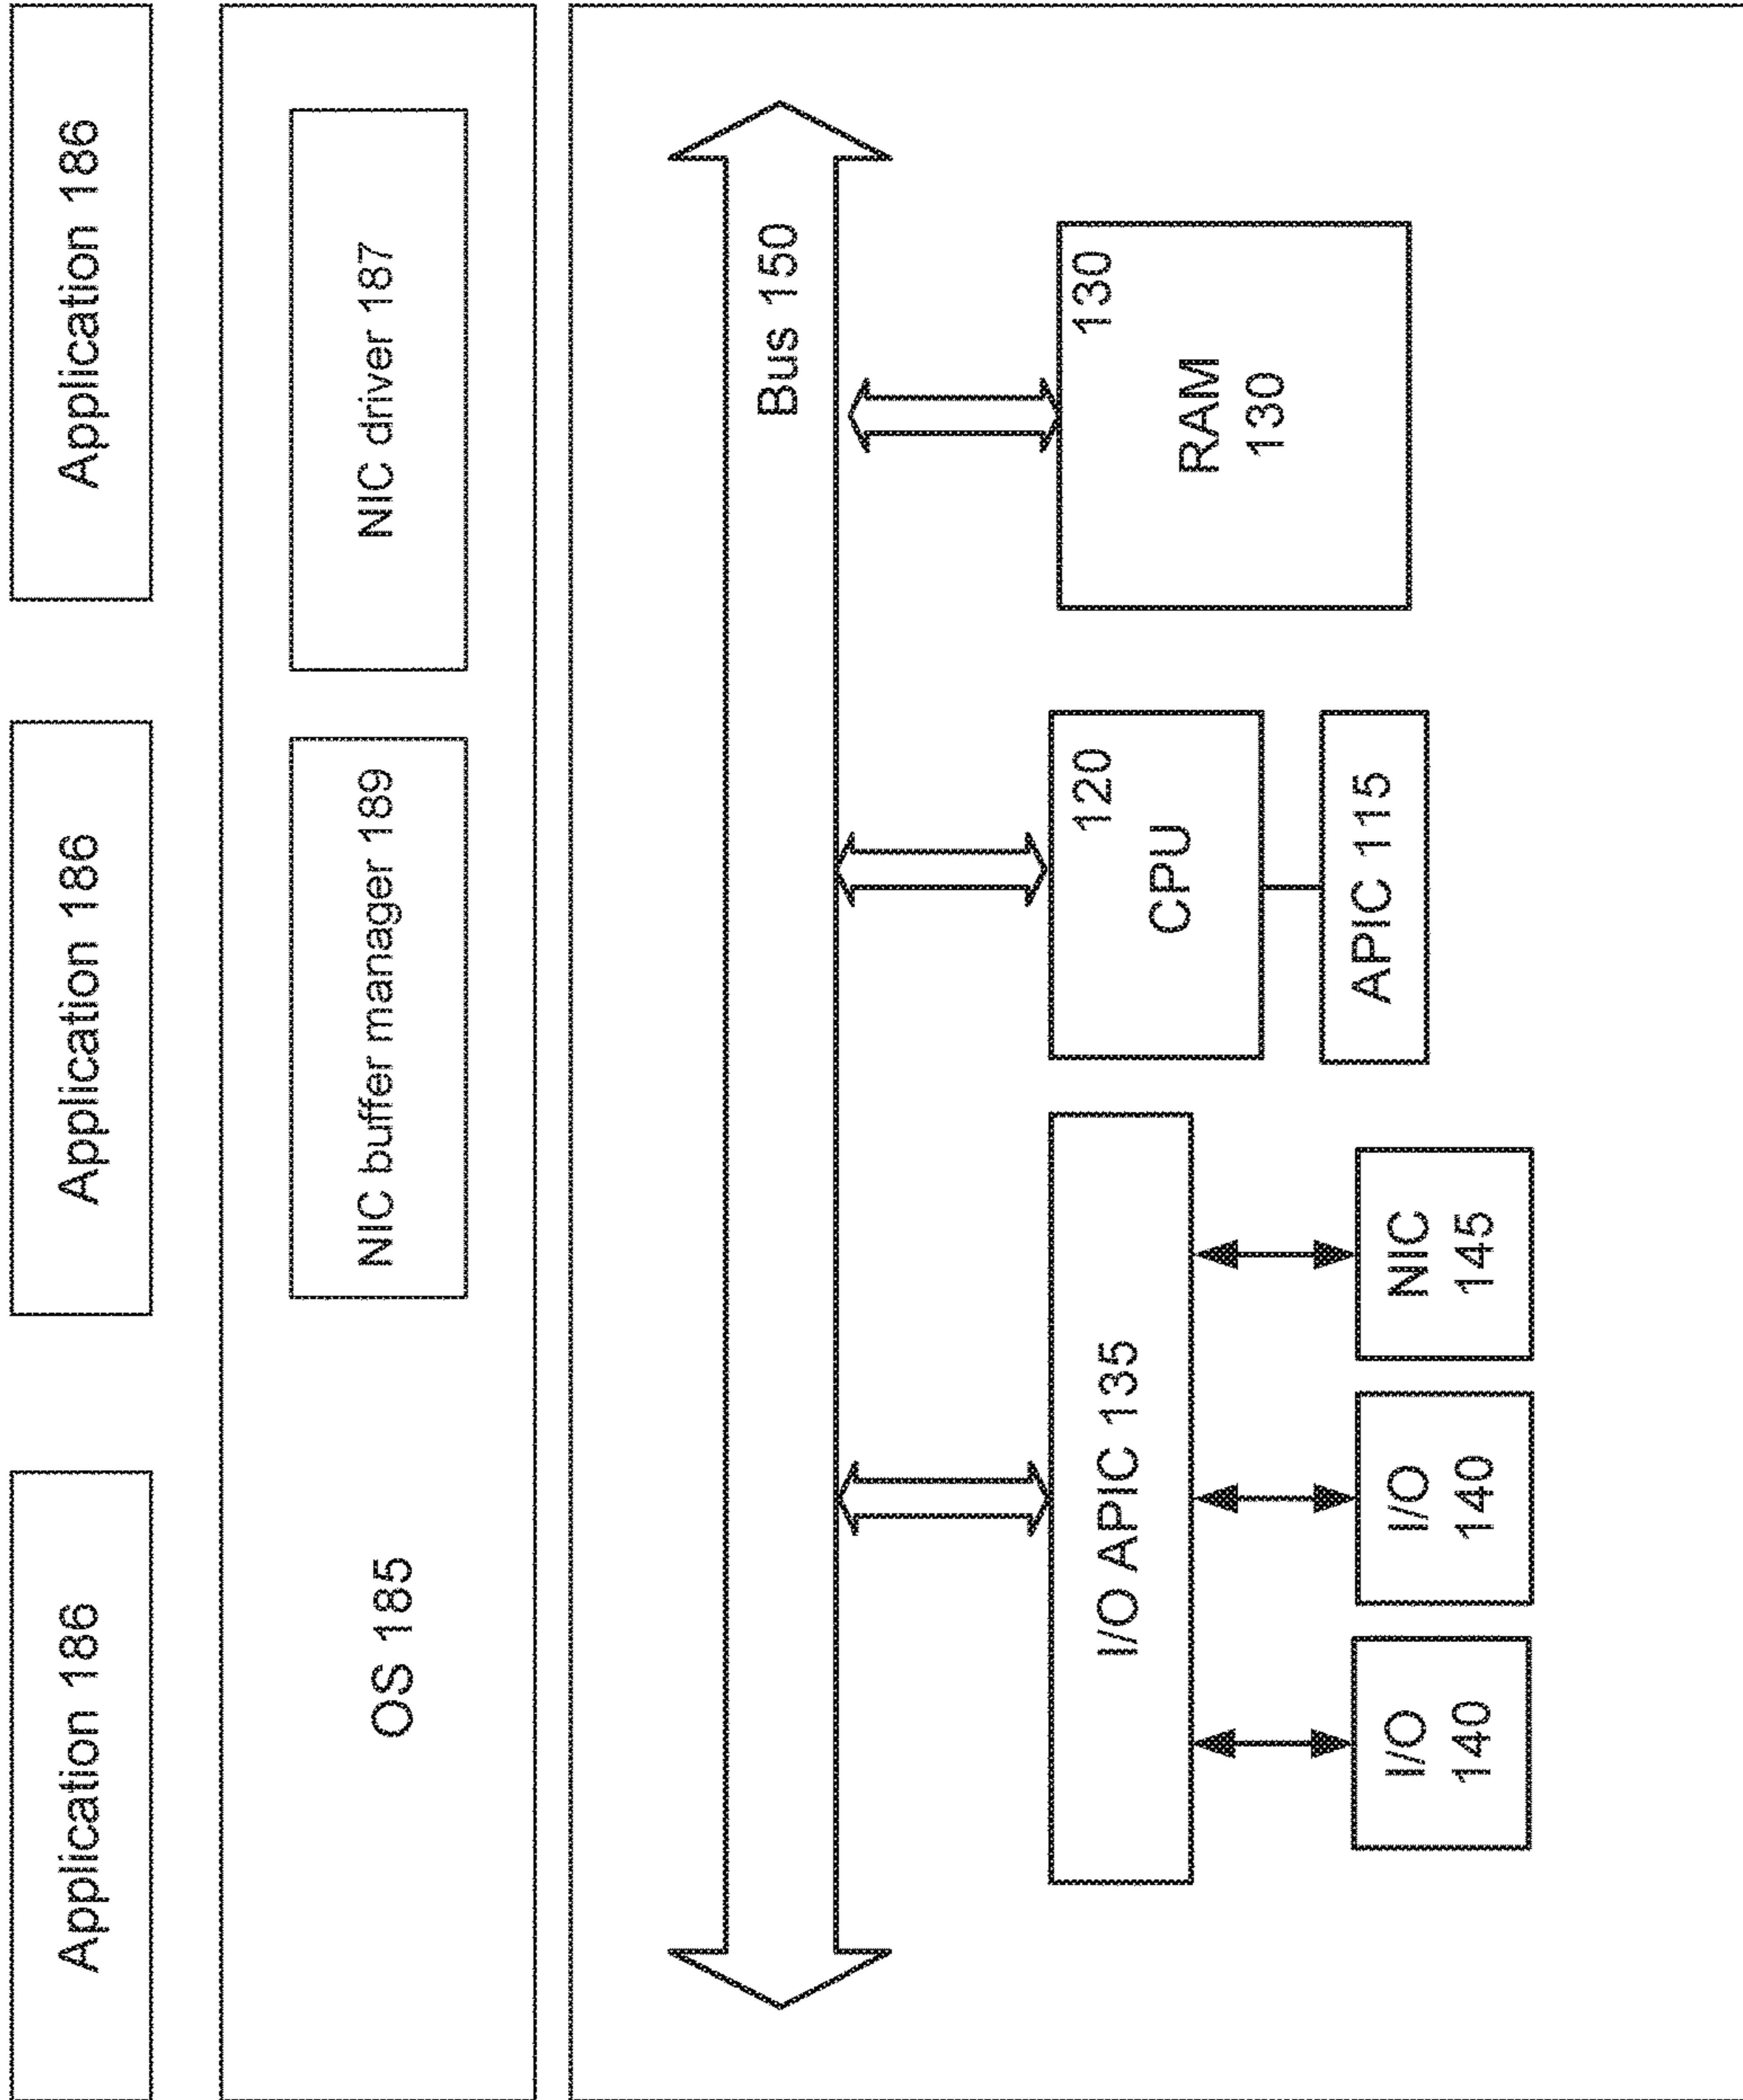 Application 186
Application 186
Application 186
OS 185
NIC buffer manager 189
NIC driver 187
Bus 150
I/O APIC 135
120
CPU
130
RAM
130
APIC 115
I/O
140
I/O
140
NIC
145